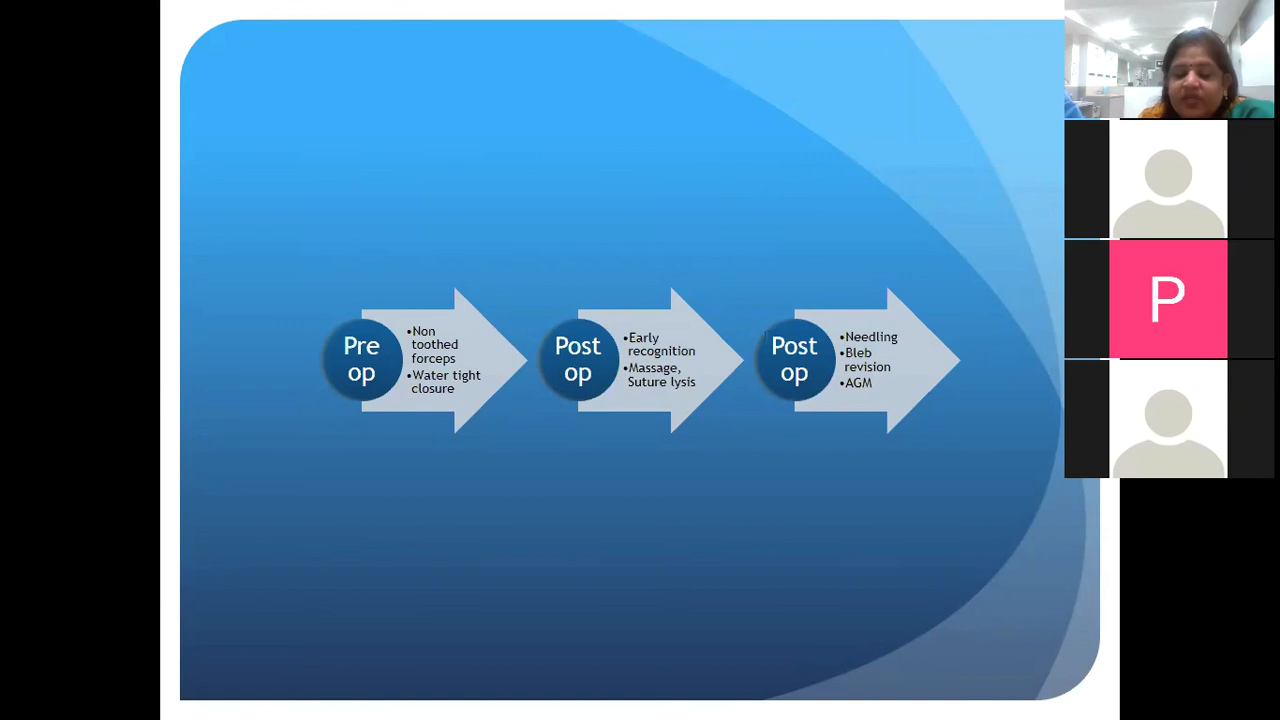 Pre
op
•Non
toothed
forceps
•Water tight
closure
Post
op
•Early
recognition
•Massage,
Suture lysis
Post
op
•Needling
•Bleb
revision
•AGM
P